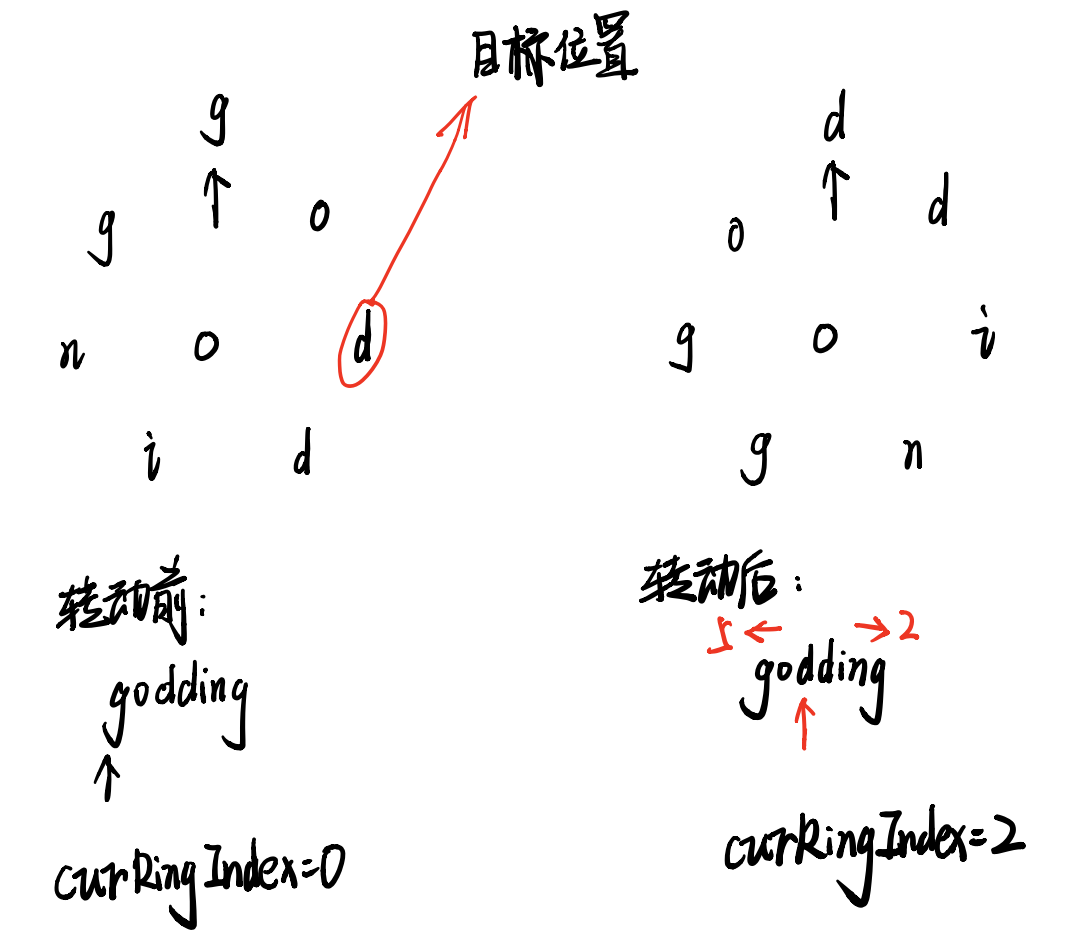 目标位置
g
g
o
n
o
d
i
d
d
o
d
g
o
i
g
n
转动前：
godding
curRingIndex=0
转动后：
5 2
godding
curRingIndex=2